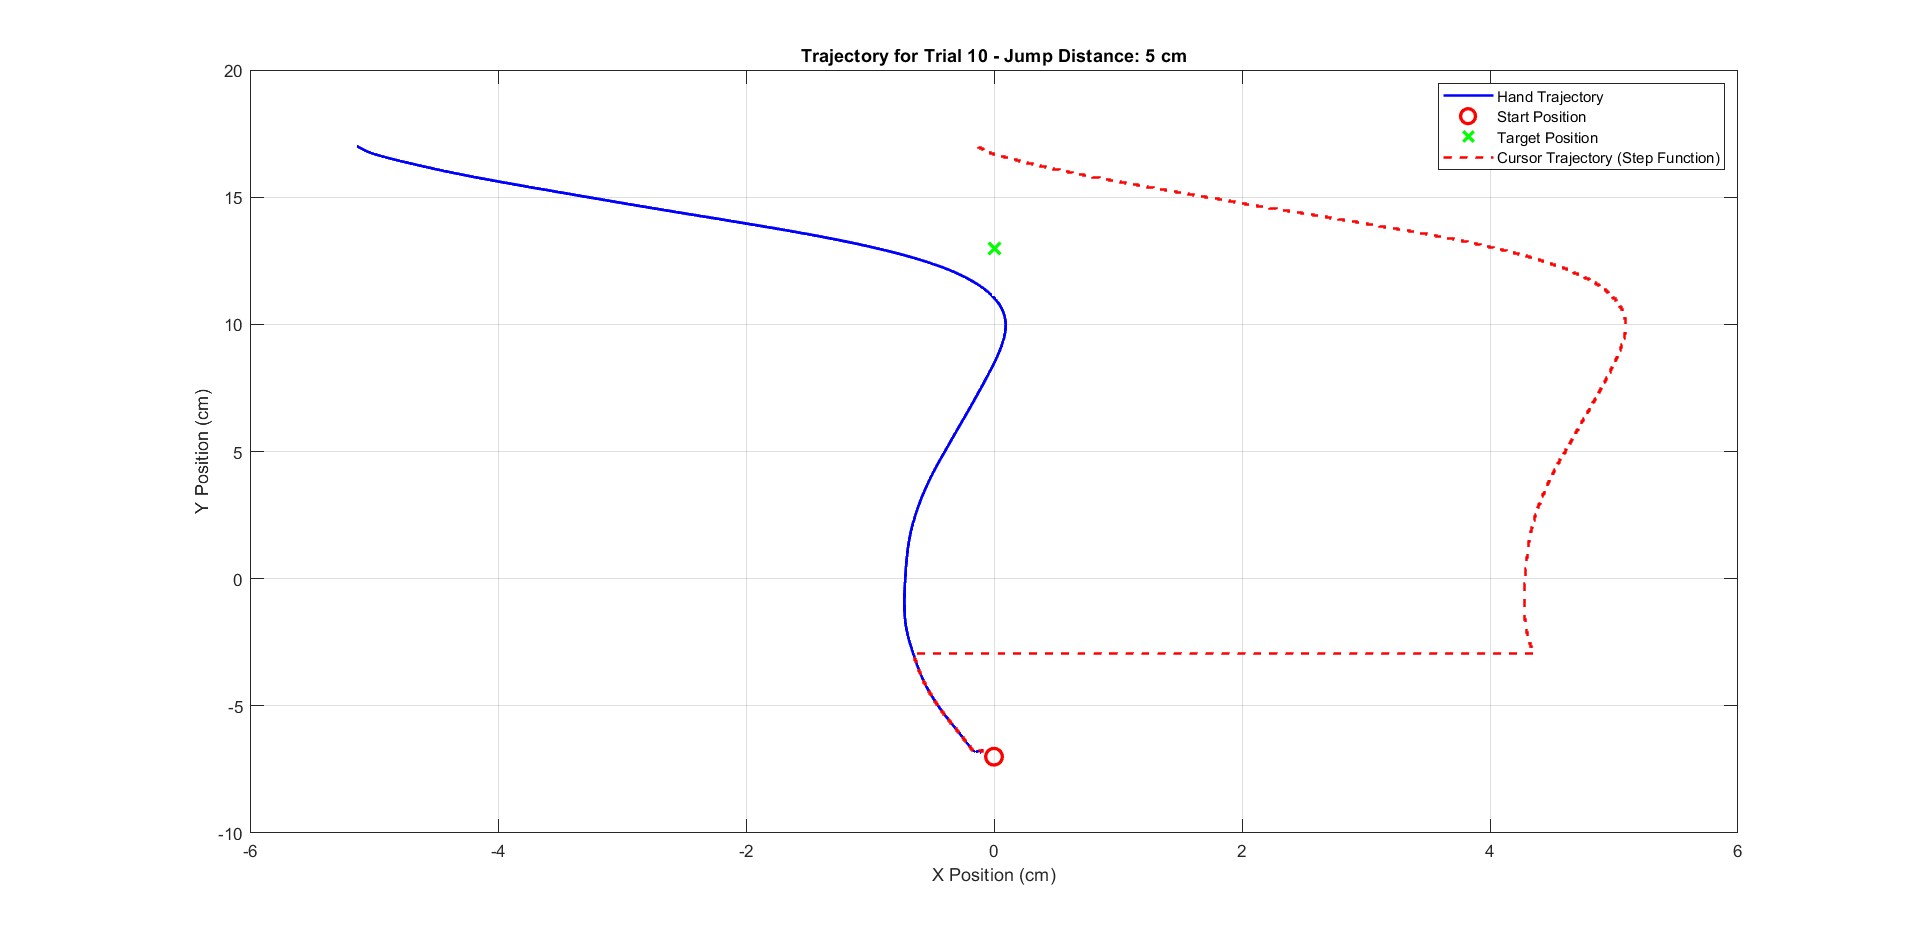 Trajectory for Trial 10 - Jump Distance: 5 cm
Hand Trajectory
Start Position
Target Position
Cursor Trajectory (Step Function)
Y Position (cm)
20
15
10
5
0
-5
-10
-6 -4 -2 0 2 4 6
X Position (cm)